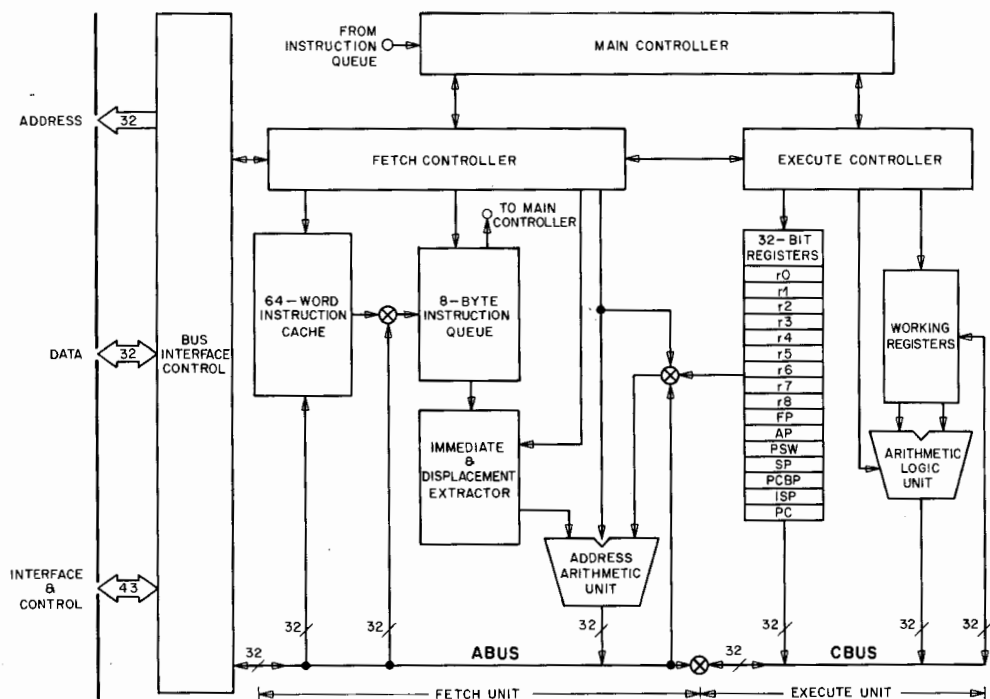 FROM
INSTRUCTION
QUEUE
MAIN CONTROLLER
ADDRESS
32
FETCH CONTROLLER
EXECUTE CONTROLLER
TO MAIN
CONTROLLER
64-WORD
INSTRUCTION
CACHE
8-BYTE
INSTRUCTION
QUEUE
32-BIT
REGISTERS
r0
r1
r2
r3
r4
r5
r6
r7
r8
FP
AP
PSW
SP
PCBP
ISP
PC
WORKING
REGISTERS
DATA
32
BUS
INTERFACE
CONTROL
IMMEDIATE
&
DISPLACEMENT
EXTRACTOR
ARITHMETIC
LOGIC
UNIT
ADDRESS
ARITHMETIC
UNIT
INTERFACE
&
CONTROL
43
32
32
32
32
32
32
32
ABUS
32
CBUS
FETCH UNIT
EXECUTE UNIT